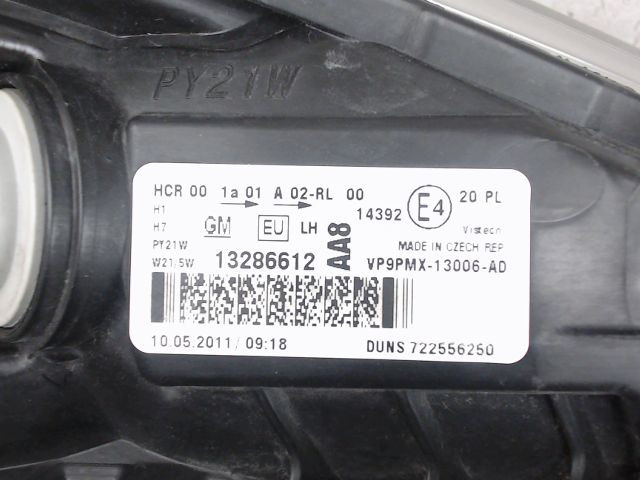 PY21W
HCR 00 1a 01 A 02-RL 00
14392 E4 20 PL
H1
H7 GM EU LH
PY21W
W21,5W 13286612 AA8
Visteon
MADE IN CZECH REP
VP9PMX-13006-AD
10.05.2011/ 09:18 DUNS 722556250